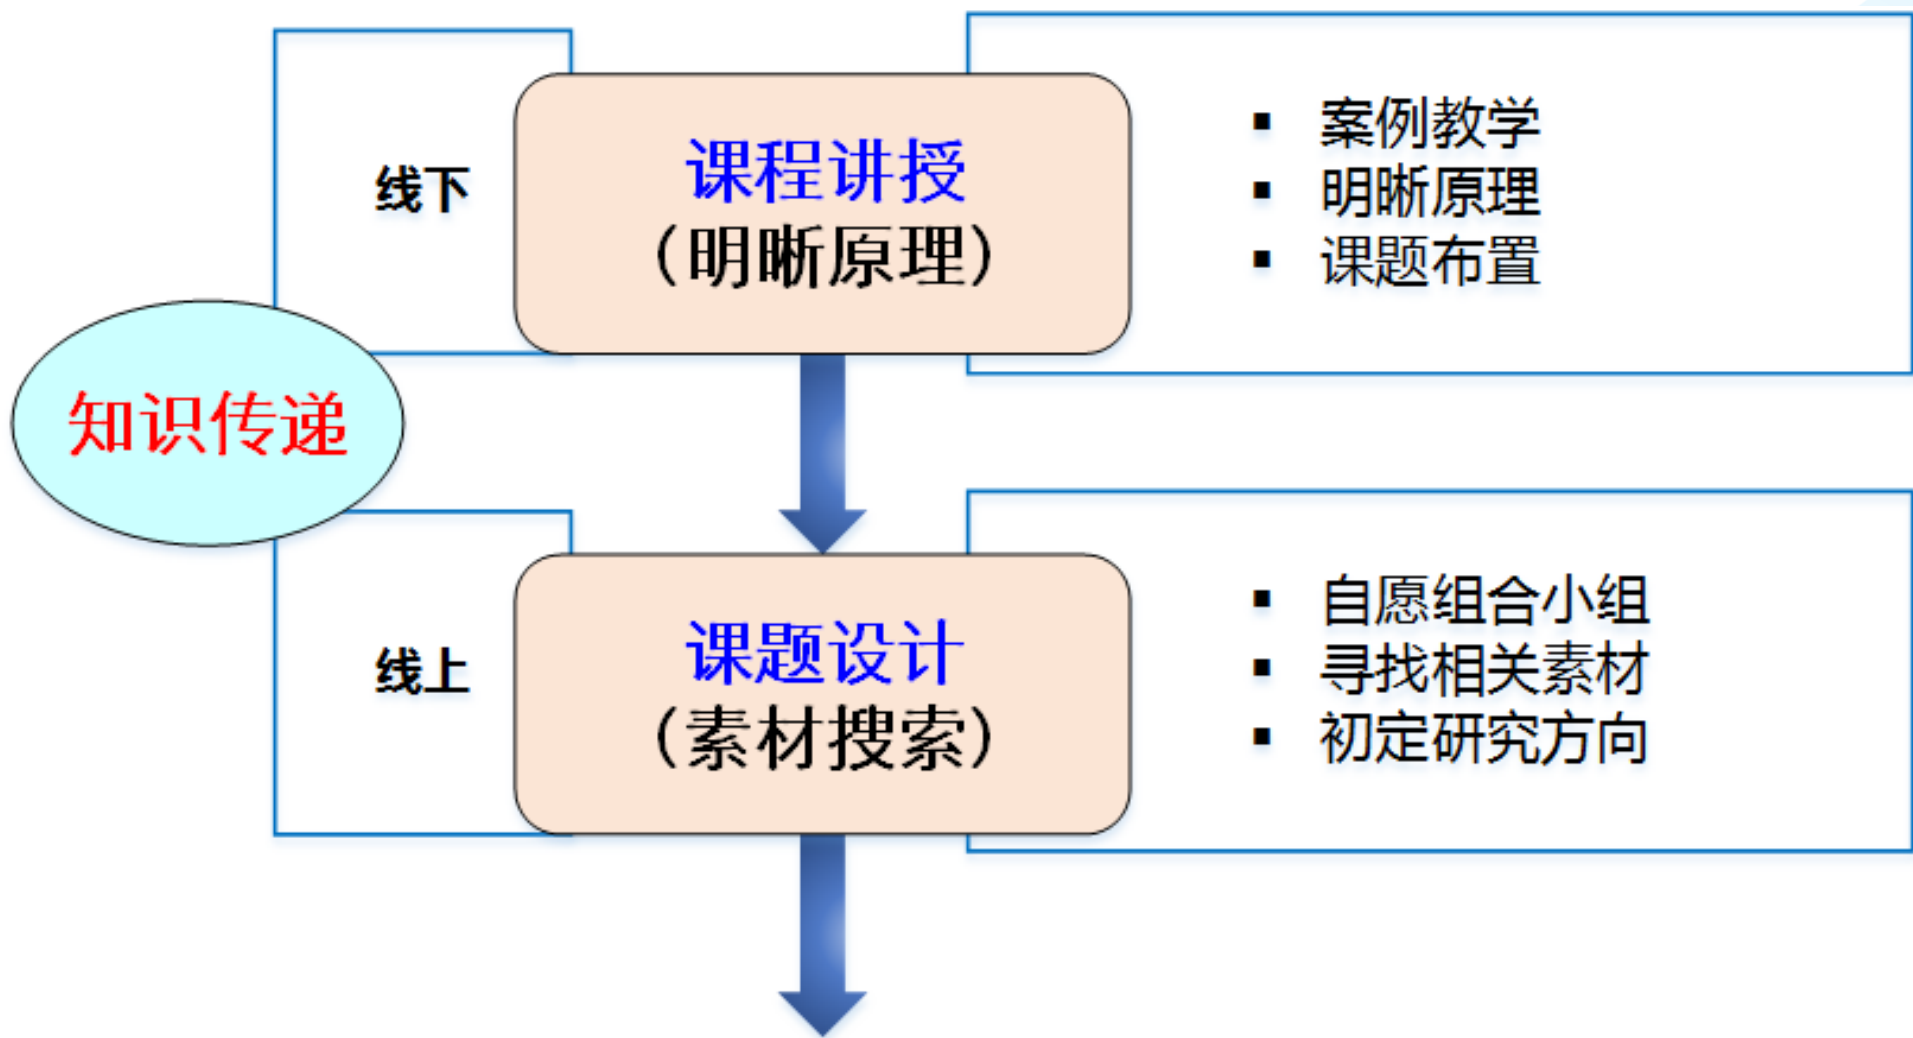 线下
课程讲授
（明晰原理）
▪ 案例教学
▪ 明晰原理
▪ 课题布置
知识传递
线上
课题设计
（素材搜索）
▪ 自愿组合小组
▪ 寻找相关素材
▪ 初定研究方向